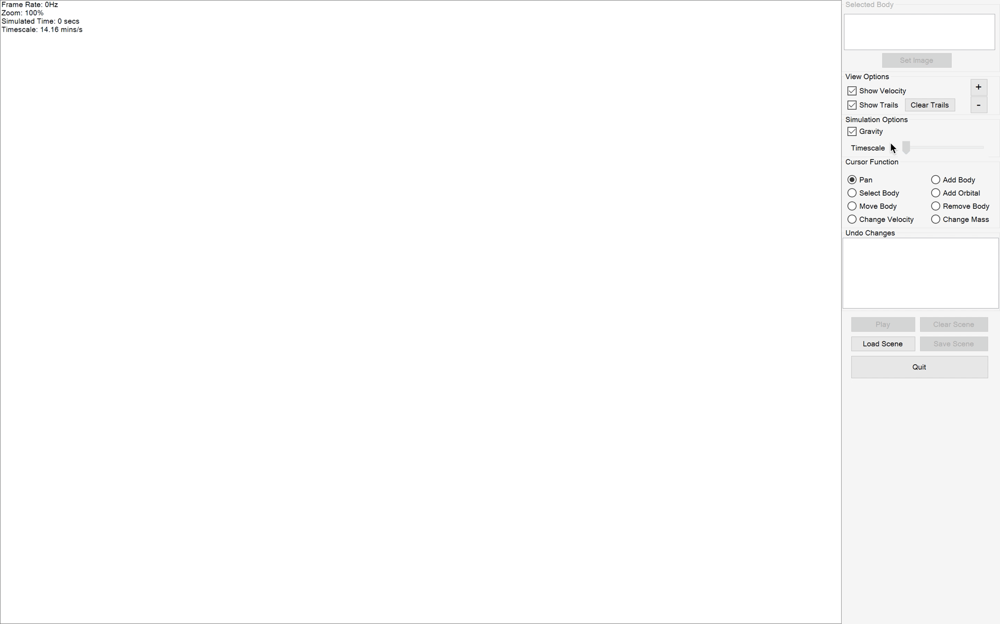 Frame Rate: 0Hz
Zoom: 100%
Simulated Time: 0 secs
Timescale: 14.16 mins/s
Selected Body
Set Image
View Options
Show Velocity
+
Show Trails
Clear Trails
-
Simulation Options
Gravity
Timescale
Cursor Function
Pan
Add Body
Select Body
Add Orbital
Move Body
Remove Body
Change Velocity
Change Mass
Undo Changes
Play
Clear Scene
Load Scene
Save Scene
Quit